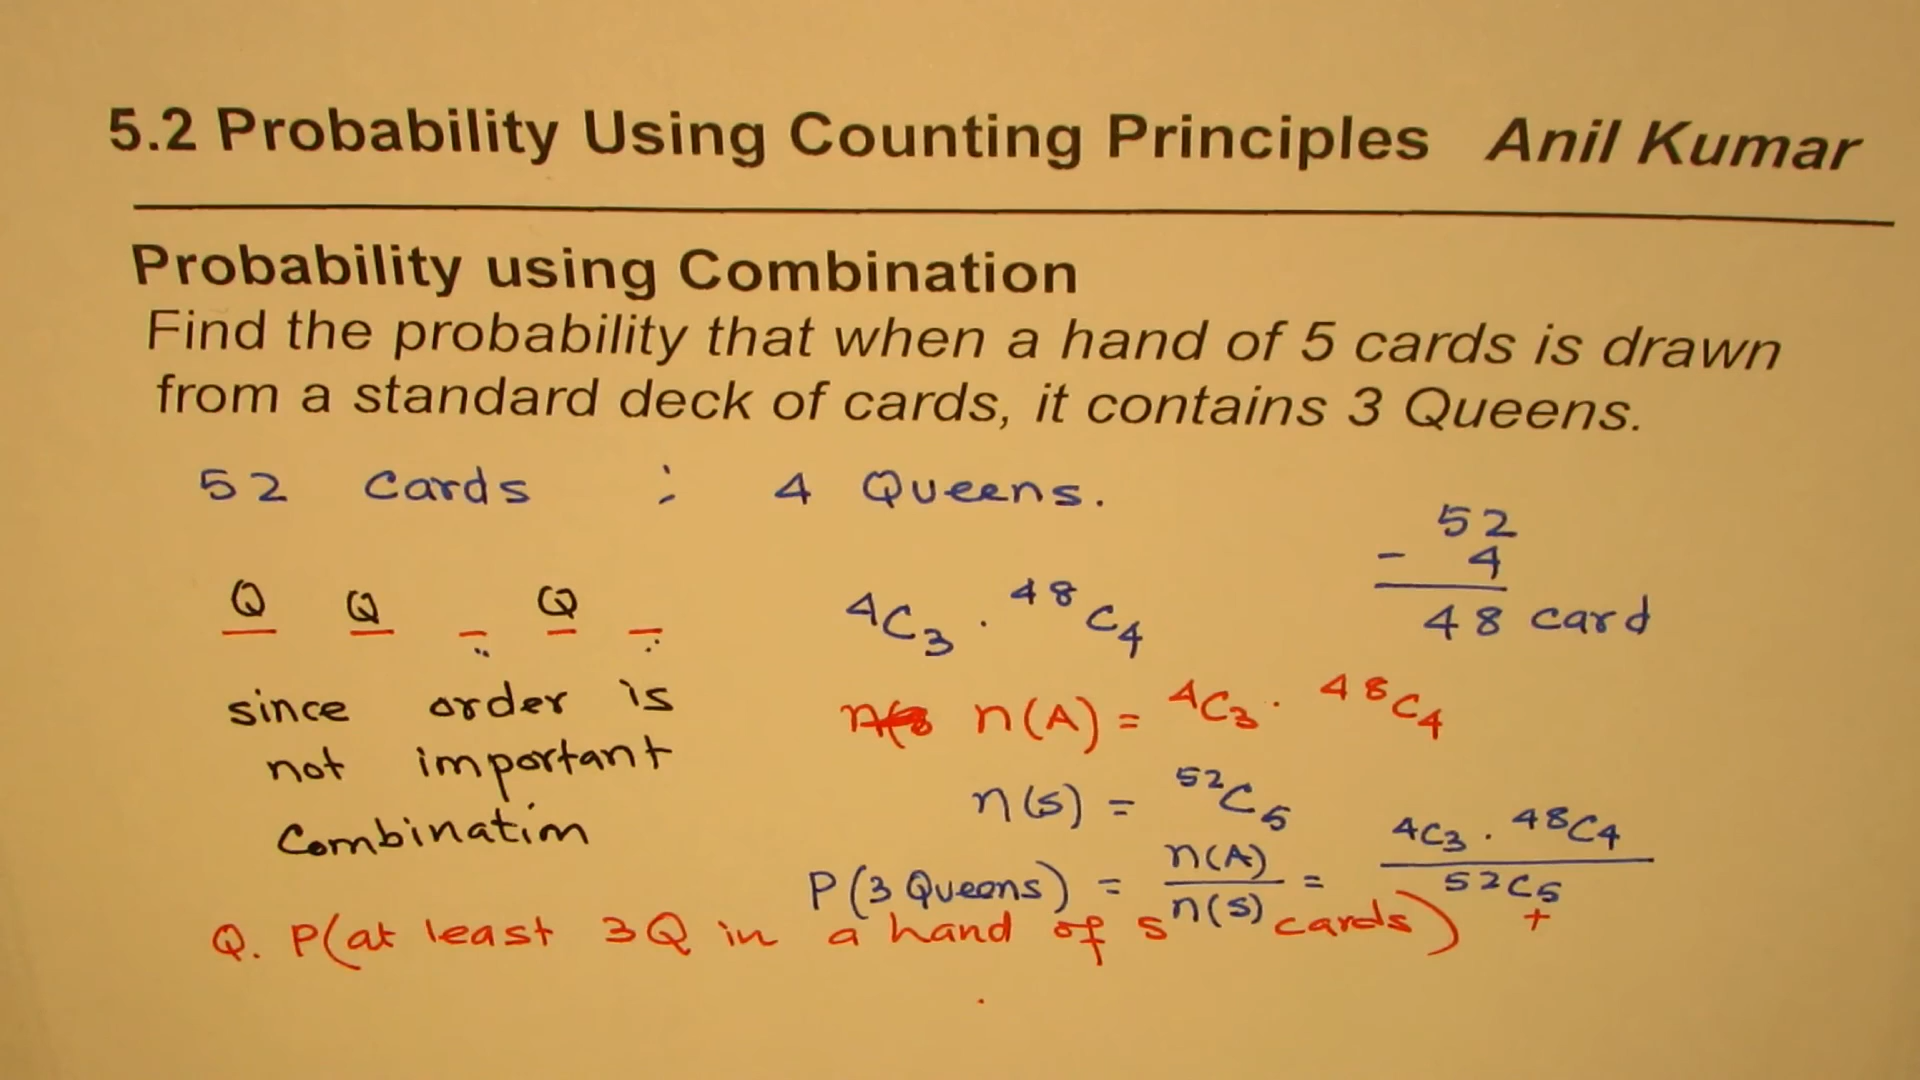 5.2 Probability Using Counting Principles Anil Kumar
Probability using Combination
Find the probability that when a hand of 5 cards is drawn
from a standard deck of cards, it contains 3 Queens.
52 Cards : 4 Queens.
52
- 4
48 card
Q Q _ Q _
⁴C₃ · ⁴⁸C₄
since order is
not important
Combination
n(A) = ⁴C₃ · ⁴⁸C₄
n(s) = ⁵²C₅
P(3 Queens) = n(A)/n(s) = 4C₃ · 48C₄ / 52C₅
Q. P(at least 3Q in a hand of 5 cards) +